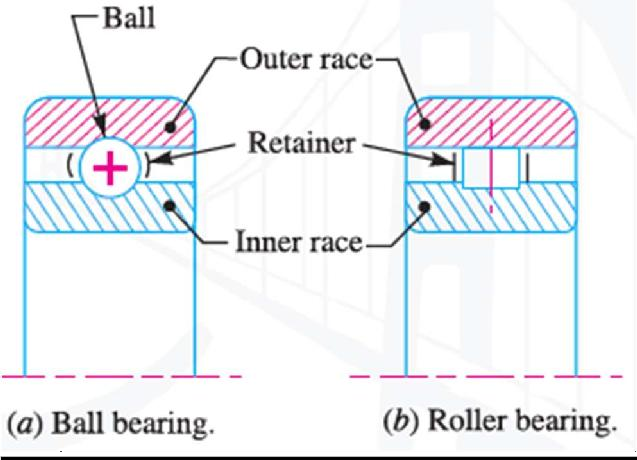 Ball
Outer race
Retainer
Inner race
(a) Ball bearing.
(b) Roller bearing.